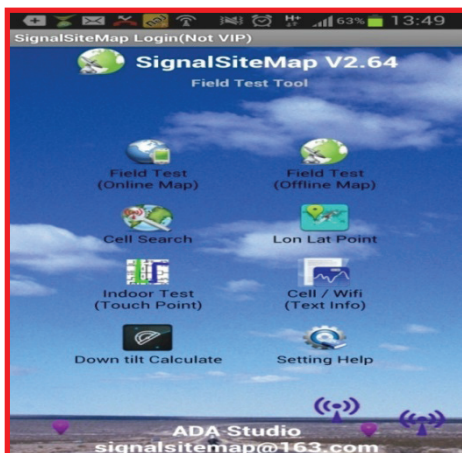 H+
63%
13:49
SignalSiteMap Login(Not VIP)
SignalSiteMap V2.64
Field Test Tool
Field Test
(Online Map)
Field Test
(Offline Map)
Cell Search
Lon Lat Point
Indoor Test
(Touch Point)
Cell / Wifi
(Text Info)
Down tilt Calculate
Setting Help
ADA Studio
signalsitemap@163.com